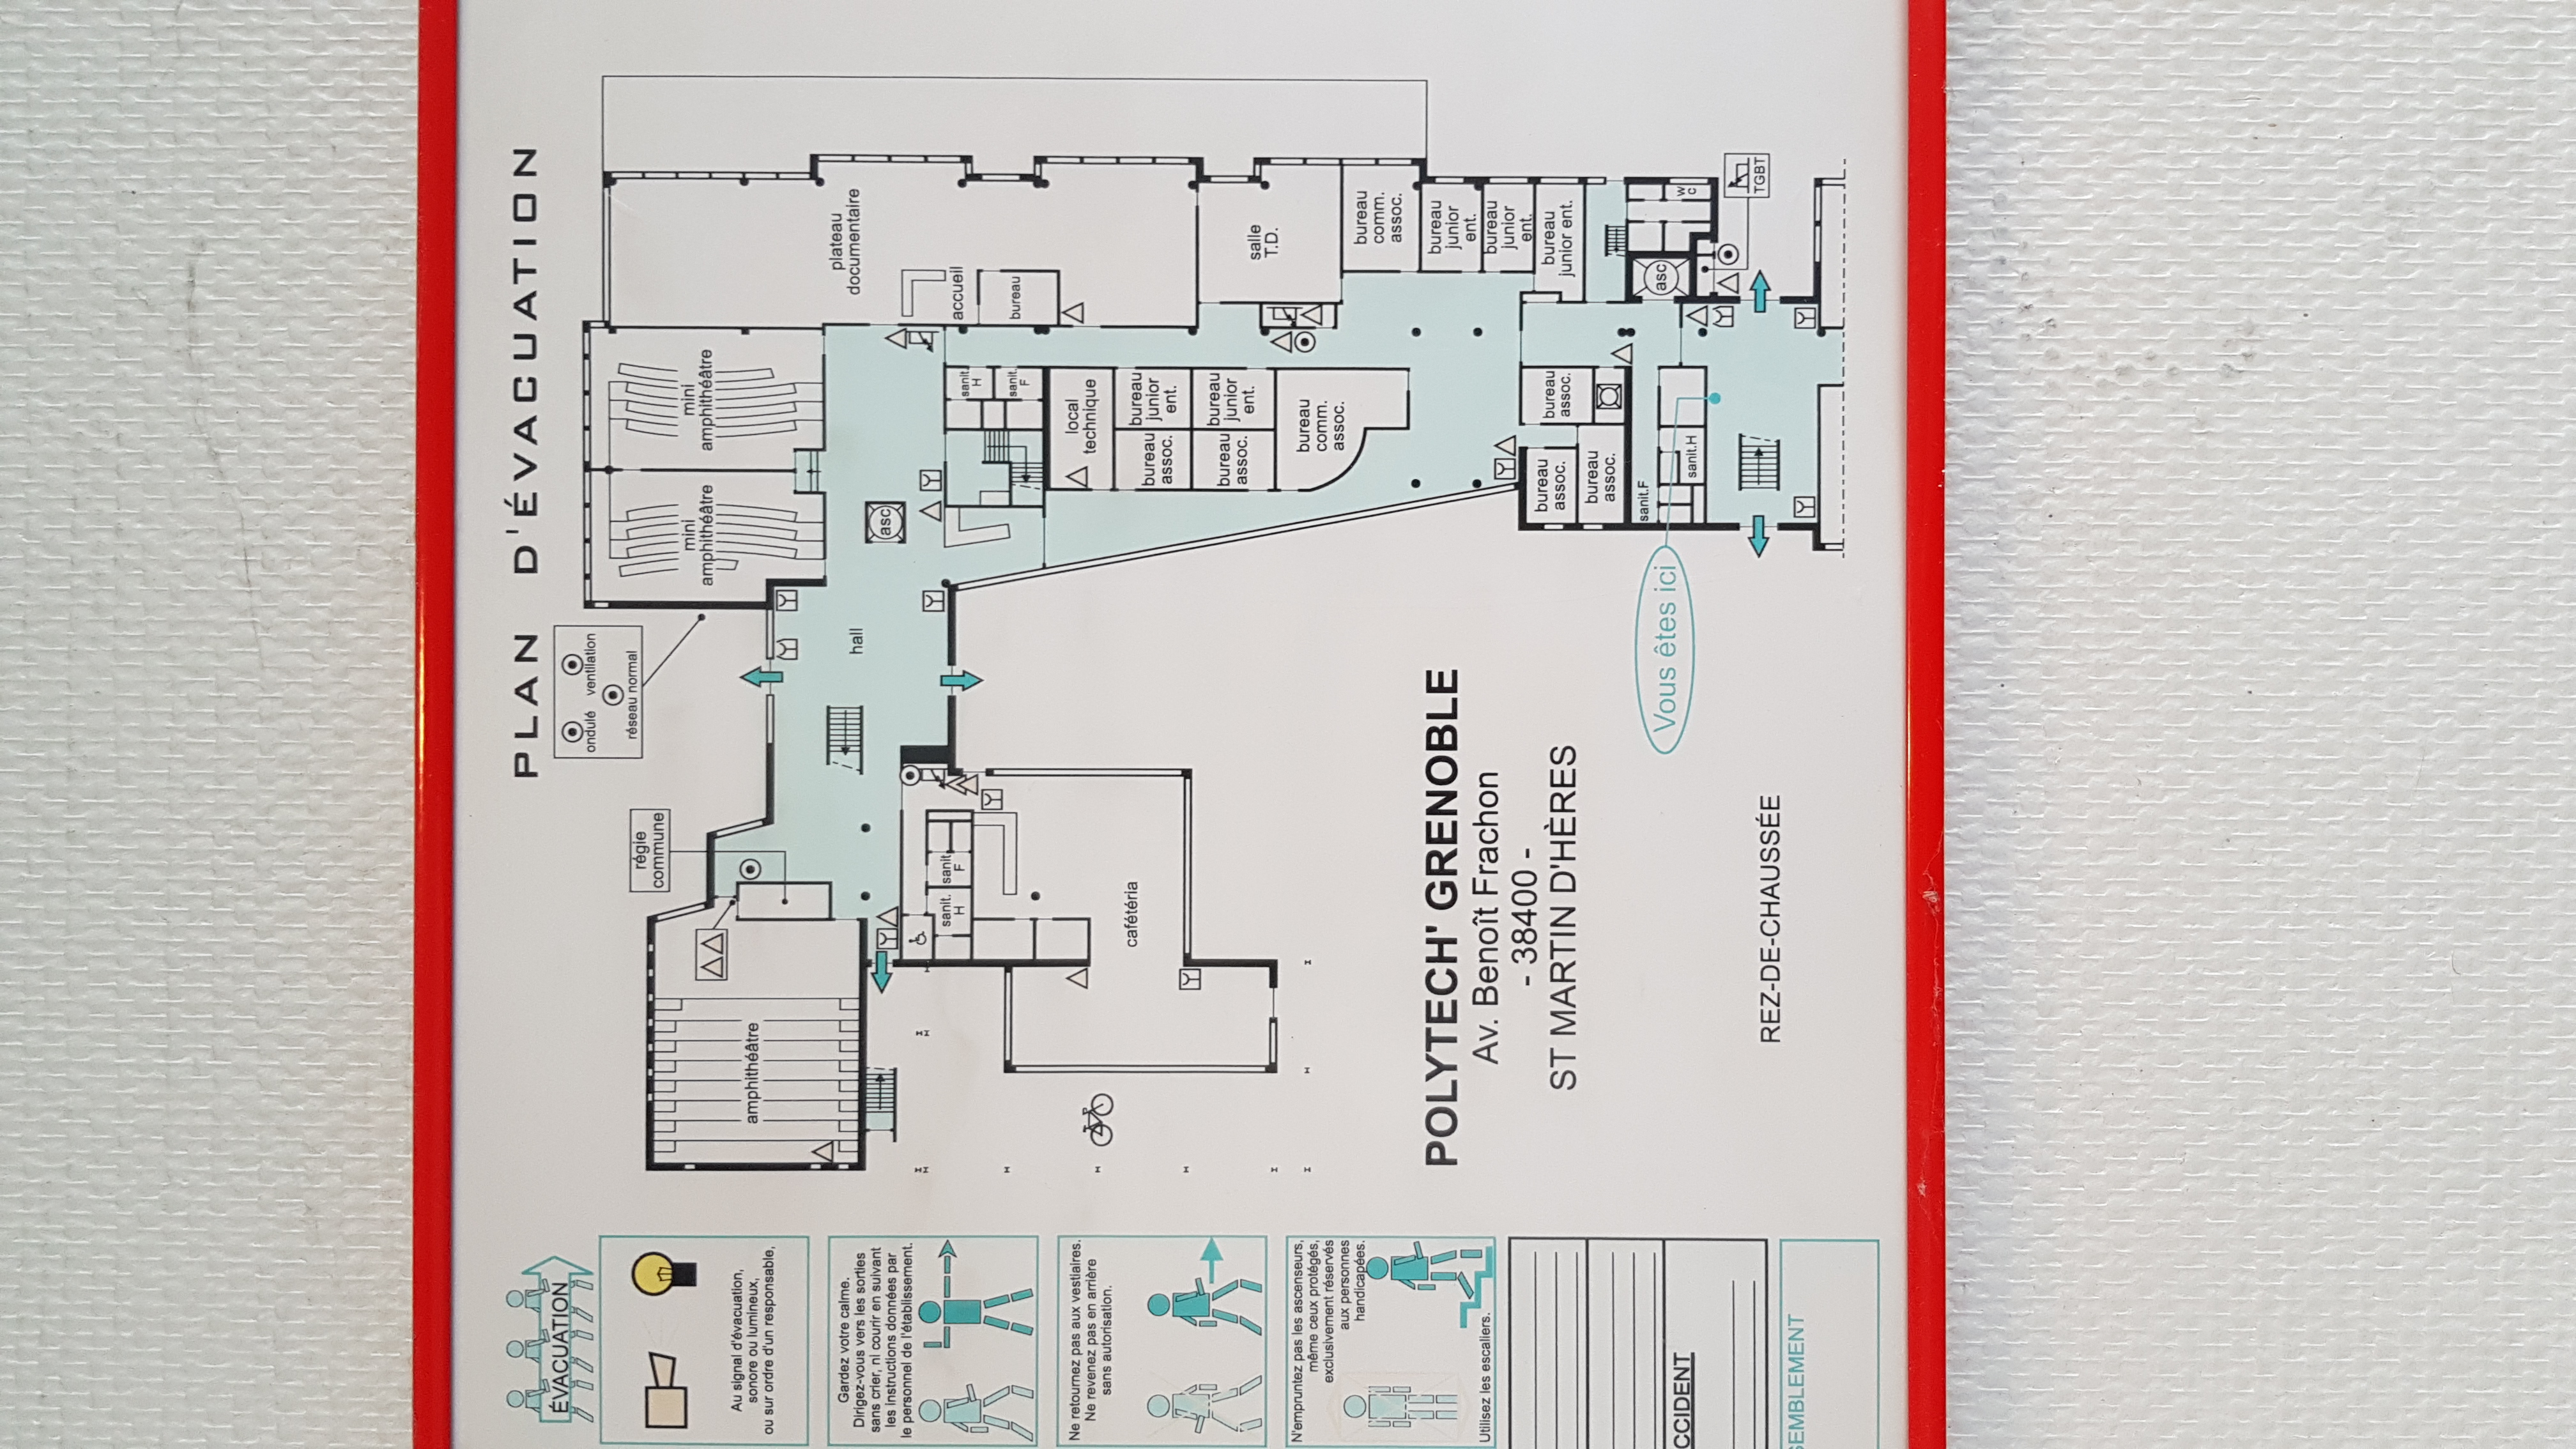 PLAN D'ÉVACUATION
ÉVACUATION
Au signal d'évacuation,
sonore ou lumineux,
ou sur ordre d'un responsable,
Gardez votre calme.
Dirigez-vous vers les sorties
sans crier, ni courir en suivant
les instructions données par
le personnel de l'établissement.
Ne retournez pas aux vestiaires.
Ne revenez pas en arrière
sans autorisation.
N'empruntez pas les ascenseurs,
même ceux protégés,
exclusivement réservés
aux personnes
handicapées.
Utilisez les escaliers.
CCIDENT
SEMBLEMENT
ondulé ventilation
réseau normal
régie
commune
amphithéâtre
mini
amphithéâtre
mini
amphithéâtre
plateau
documentaire
hall
asc
accueil
sanit.
H
sanit
F
sanit
H
sanit.
F
bureau
local
technique
cafétéria
bureau
assoc.
bureau
junior
ent.
bureau
assoc.
bureau
junior
ent.
salle
T.D.
bureau
comm.
assoc.
bureau
comm.
assoc.
bureau
junior
ent.
bureau
junior
ent.
bureau
junior ent.
bureau
assoc.
bureau
assoc.
bureau
assoc.
sanit.F
sanit.H
asc
WC
TGBT
Vous êtes ici
POLYTECH' GRENOBLE
Av. Benoît Frachon
- 38400 -
ST MARTIN D'HÈRES
REZ-DE-CHAUSSÉE